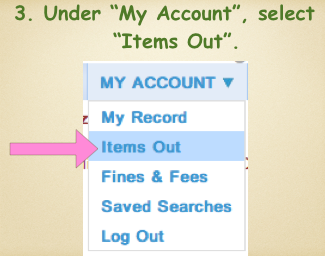 3. Under “My Account”, select
“Items Out”.
MY ACCOUNT ▼
My Record
Items Out
Fines & Fees
Saved Searches
Log Out